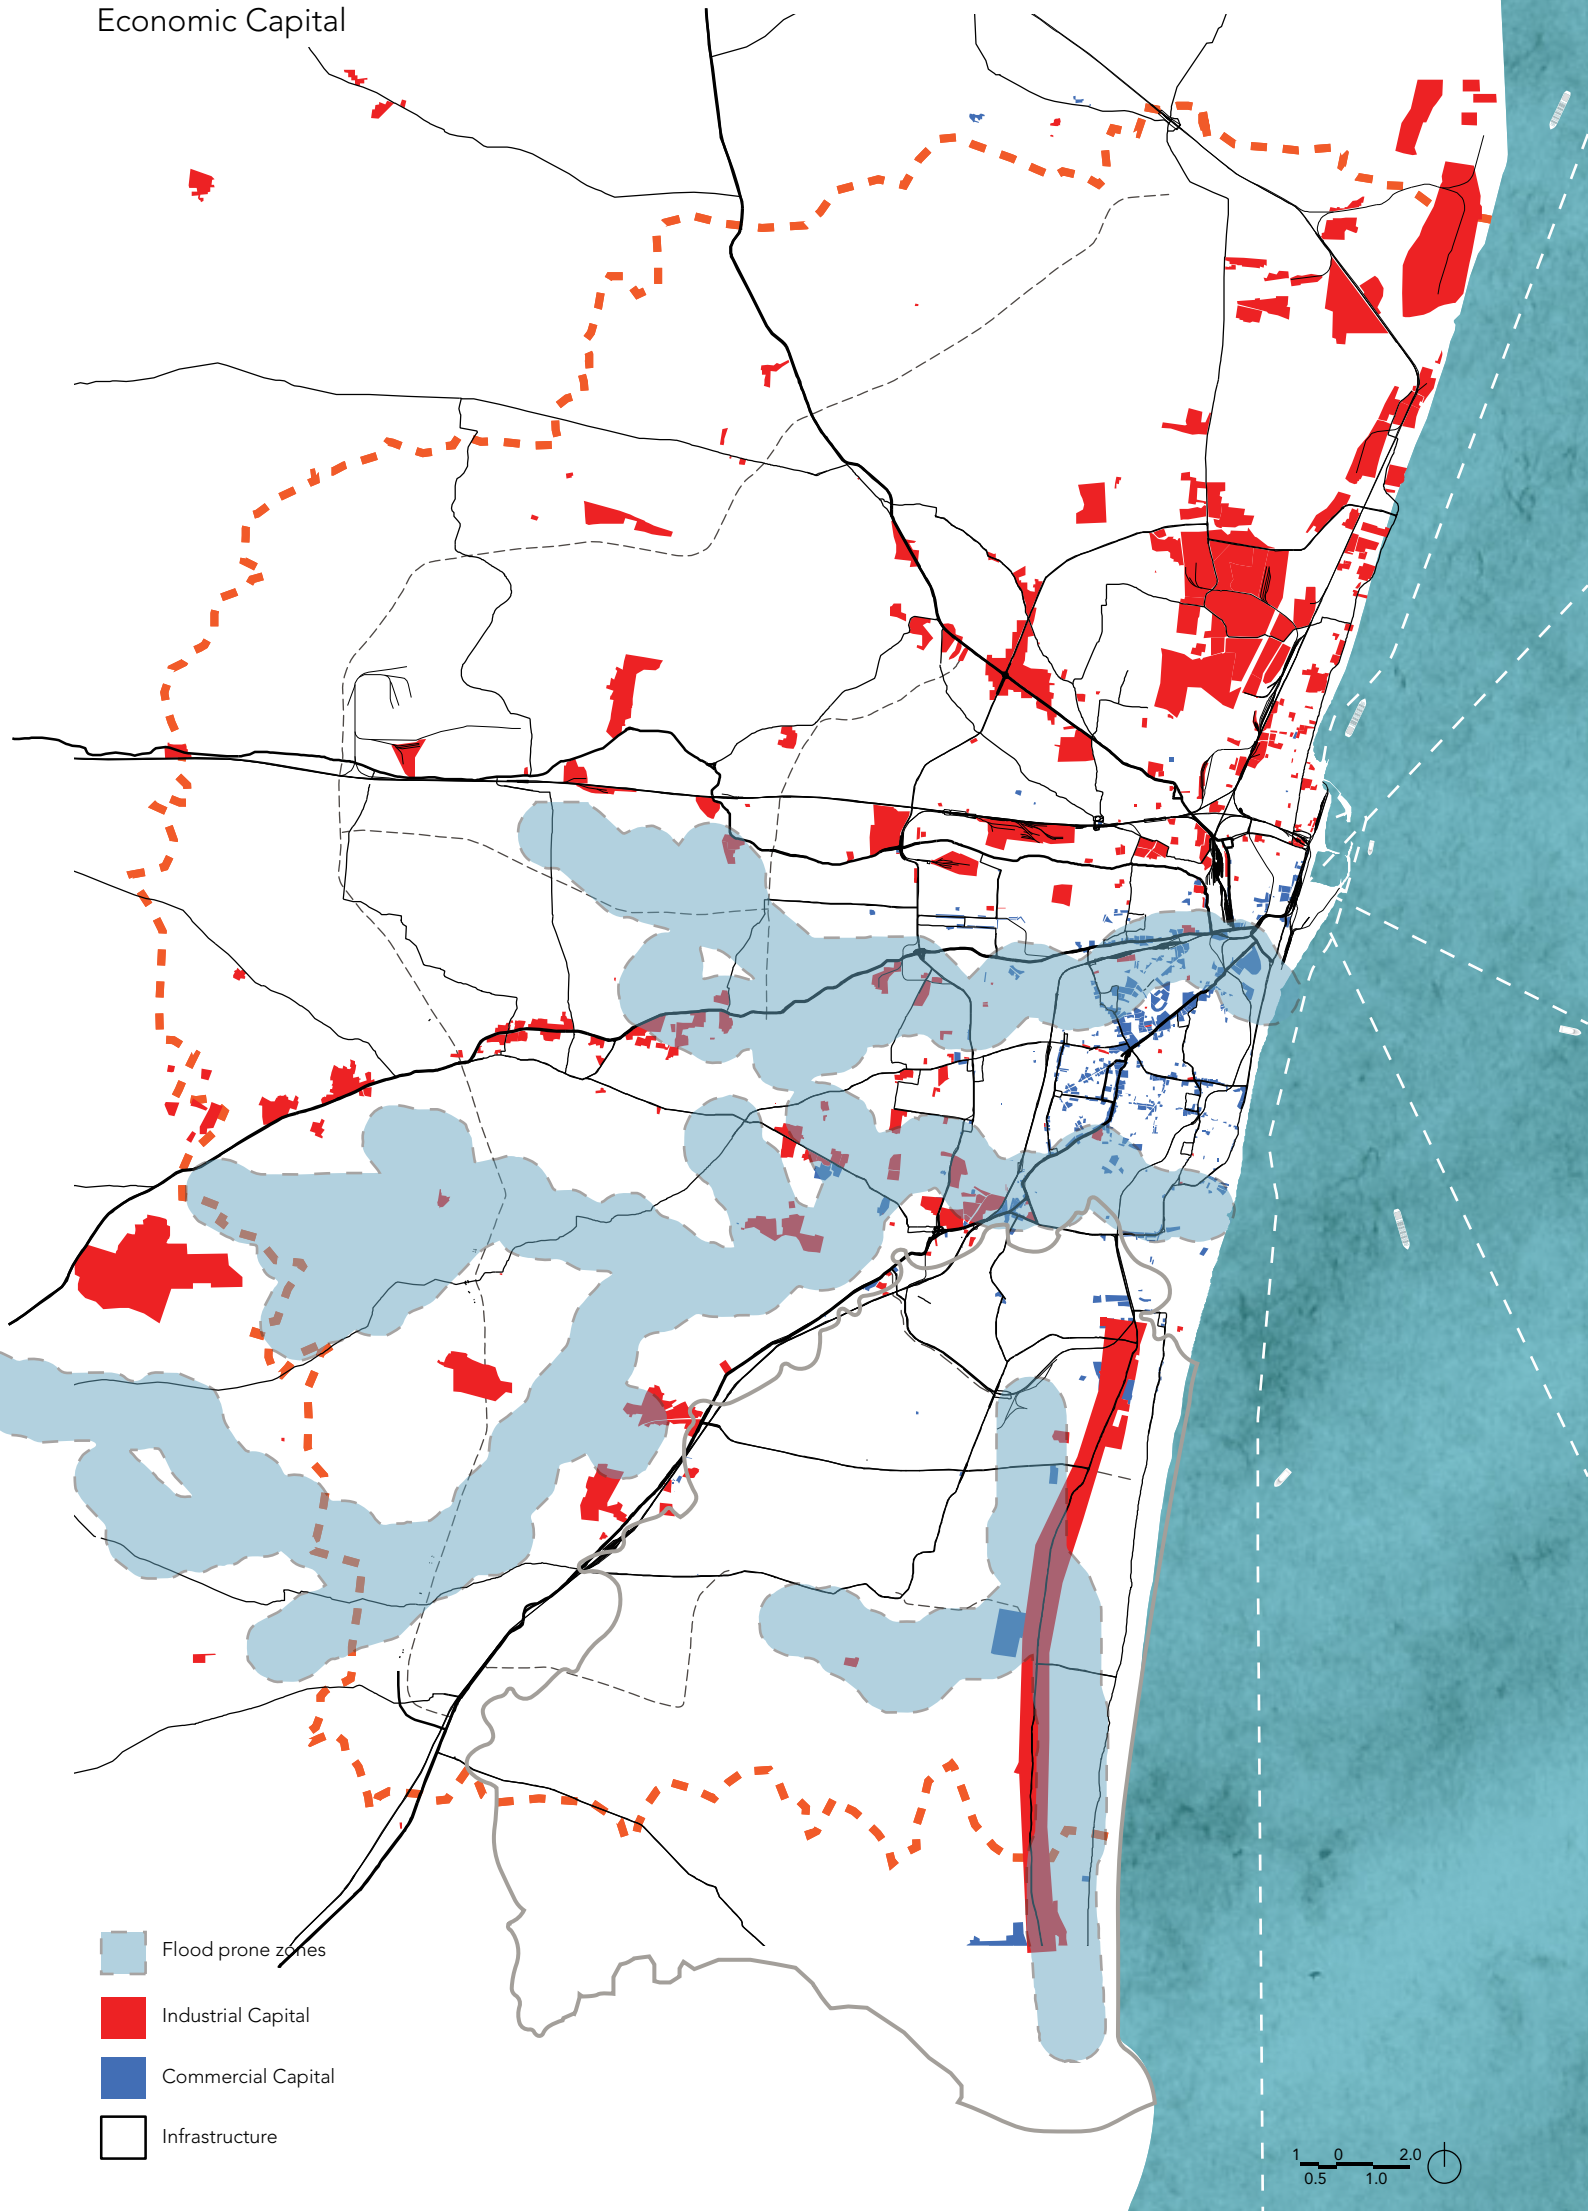 Economic Capital
Flood prone zones
Industrial Capital
Commercial Capital
Infrastructure
1 0 2.0
0.5 1.0